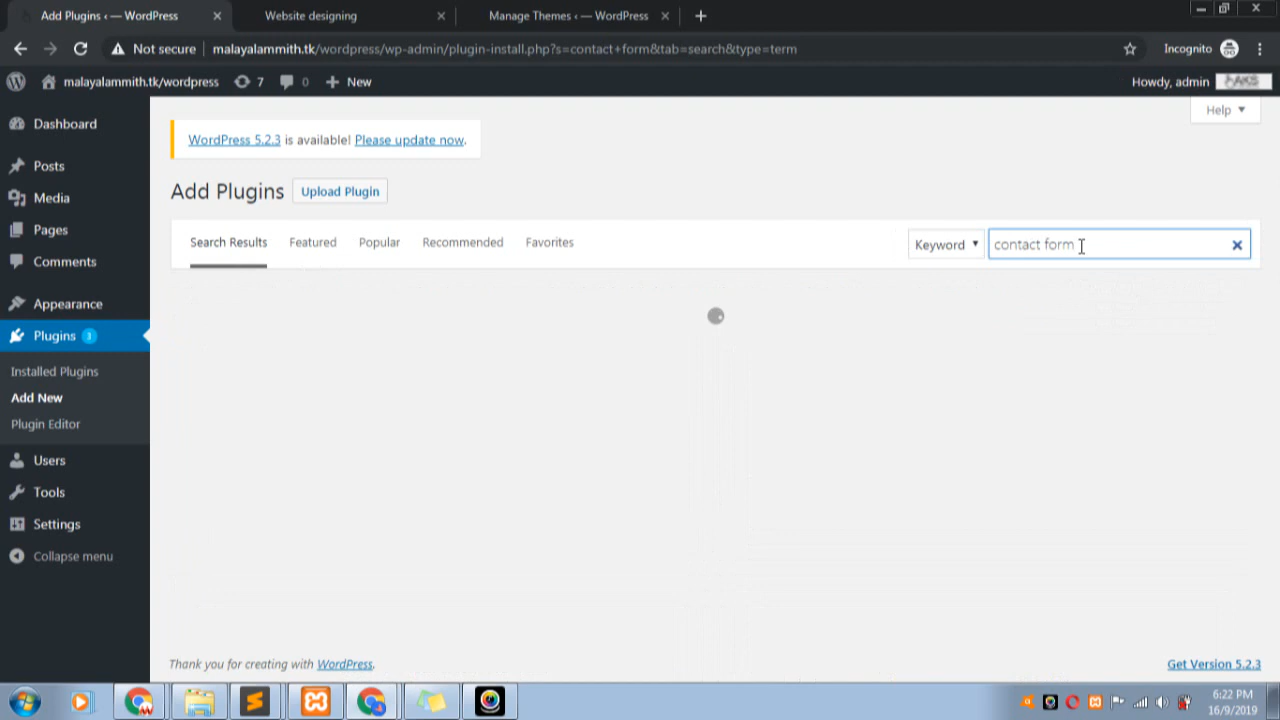 Add Plugins ‹ — WordPress
Website designing
Manage Themes ‹ — WordPress
Not secure
malayalammith.tk/wordpress/wp-admin/plugin-install.php?s=contact+form&tab=search&type=term
Incognito
malayalammith.tk/wordpress
7
0
New
Howdy, admin
Help
Dashboard
Posts
Media
Pages
Comments
Appearance
Plugins 1
Installed Plugins
Add New
Plugin Editor
Users
Tools
Settings
Collapse menu
WordPress 5.2.3 is available! Please update now.
Add Plugins
Upload Plugin
Search Results
Featured
Popular
Recommended
Favorites
Keyword
contact form
Thank you for creating with WordPress.
Get Version 5.2.3
6:22 PM
16/9/2019